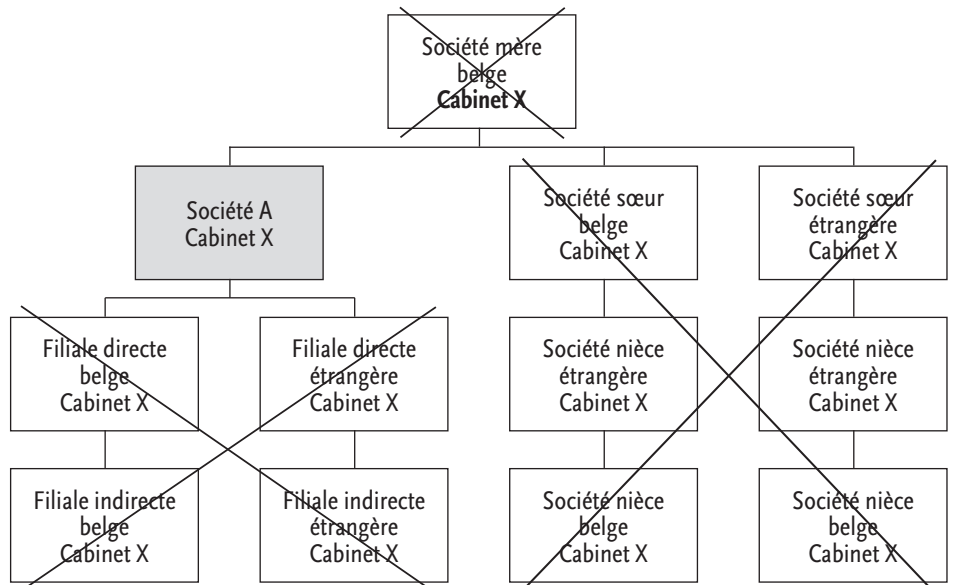 Société mère
belge
Cabinet X
Société A
Cabinet X
Société sœur
belge
Cabinet X
Société sœur
étrangère
Cabinet X
Filiale directe
belge
Cabinet X
Filiale directe
étrangère
Cabinet X
Société nièce
étrangère
Cabinet X
Société nièce
étrangère
Cabinet X
Filiale indirecte
belge
Cabinet X
Filiale indirecte
étrangère
Cabinet X
Société nièce
belge
Cabinet X
Société nièce
belge
Cabinet X